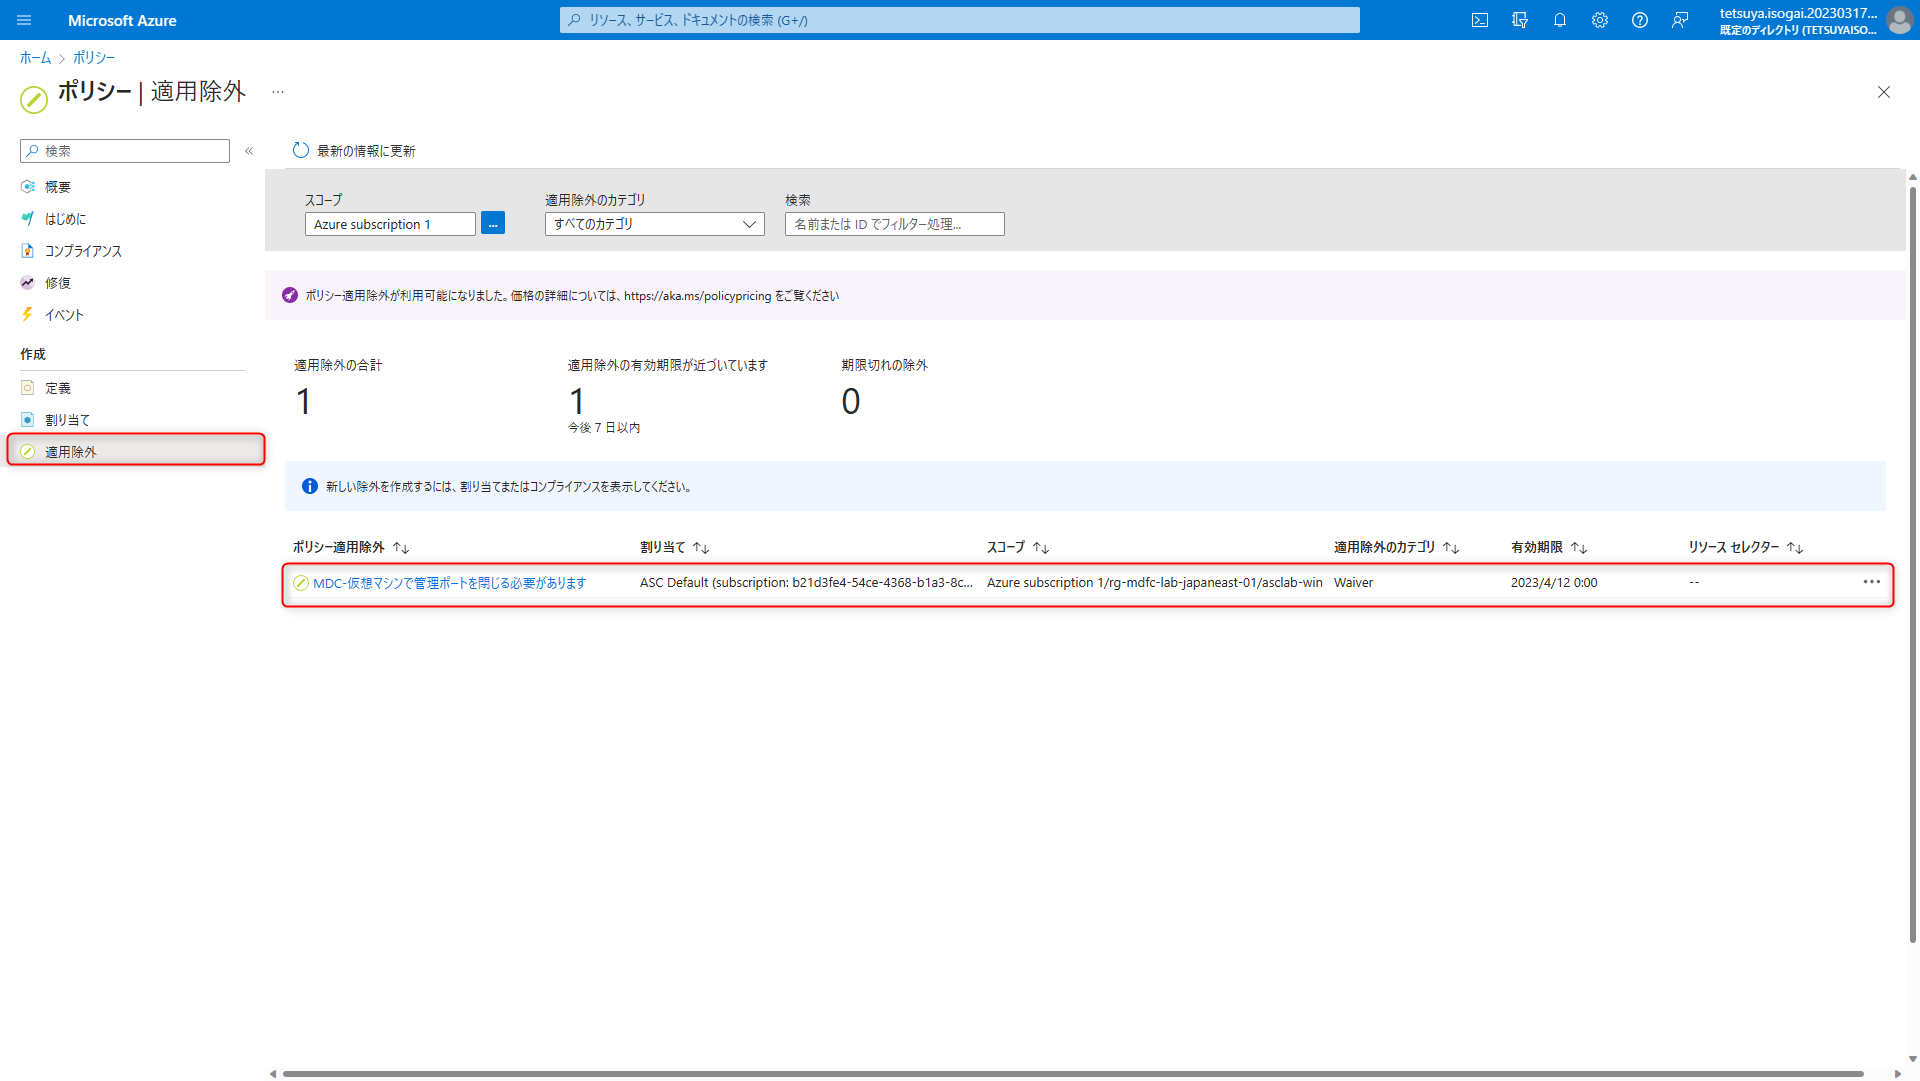 Microsoft Azure
リソース、サービス、ドキュメントの検索 (G+/)
tetsuya.isogai.20230317...
既定のディレクトリ (TETSUYAISO...
ホーム > ポリシー
ポリシー | 適用除外 ...
検索
«
最新の情報に更新
概要
はじめに
コンプライアンス
修復
イベント
作成
定義
割り当て
適用除外
スコープ 適用除外のカテゴリ 検索
Azure subscription 1 ... すべてのカテゴリ 名前または ID でフィルター処理...
ポリシー適用除外が利用可能になりました。価格の詳細については、https://aka.ms/policypricing をご覧ください
適用除外の合計 適用除外の有効期限が近づいています 期限切れの除外
1 1 0
今後 7 日以内
新しい除外を作成するには、割り当てまたはコンプライアンスを表示してください。
ポリシー適用除外 ↑↓ 割り当て ↑↓ スコープ ↑↓ 適用除外のカテゴリ ↑↓ 有効期限 ↑↓ リソース セレクター ↑↓
MDC-仮想マシンで管理ポートを閉じる必要があります ASC Default (subscription: b21d3fe4-54ce-4368-b1a3-8c... Azure subscription 1/rg-mdfc-lab-japaneast-01/asclab-win Waiver 2023/4/12 0:00 -- ...